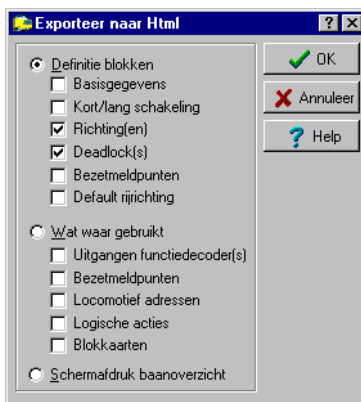 Exporteer naar Html
Definitie blokken
Basisgegevens
Kort/lang schakeling
Richting(en)
Deadlock(s)
Bezetmeldpunten
Default rijrichting
Wat waar gebruikt
Uitgangen functiedecoder(s)
Bezetmeldpunten
Locomotief adressen
Logische acties
Blokkaarten
Schermafdruk baanoverzicht
OK
Annuleer
Help